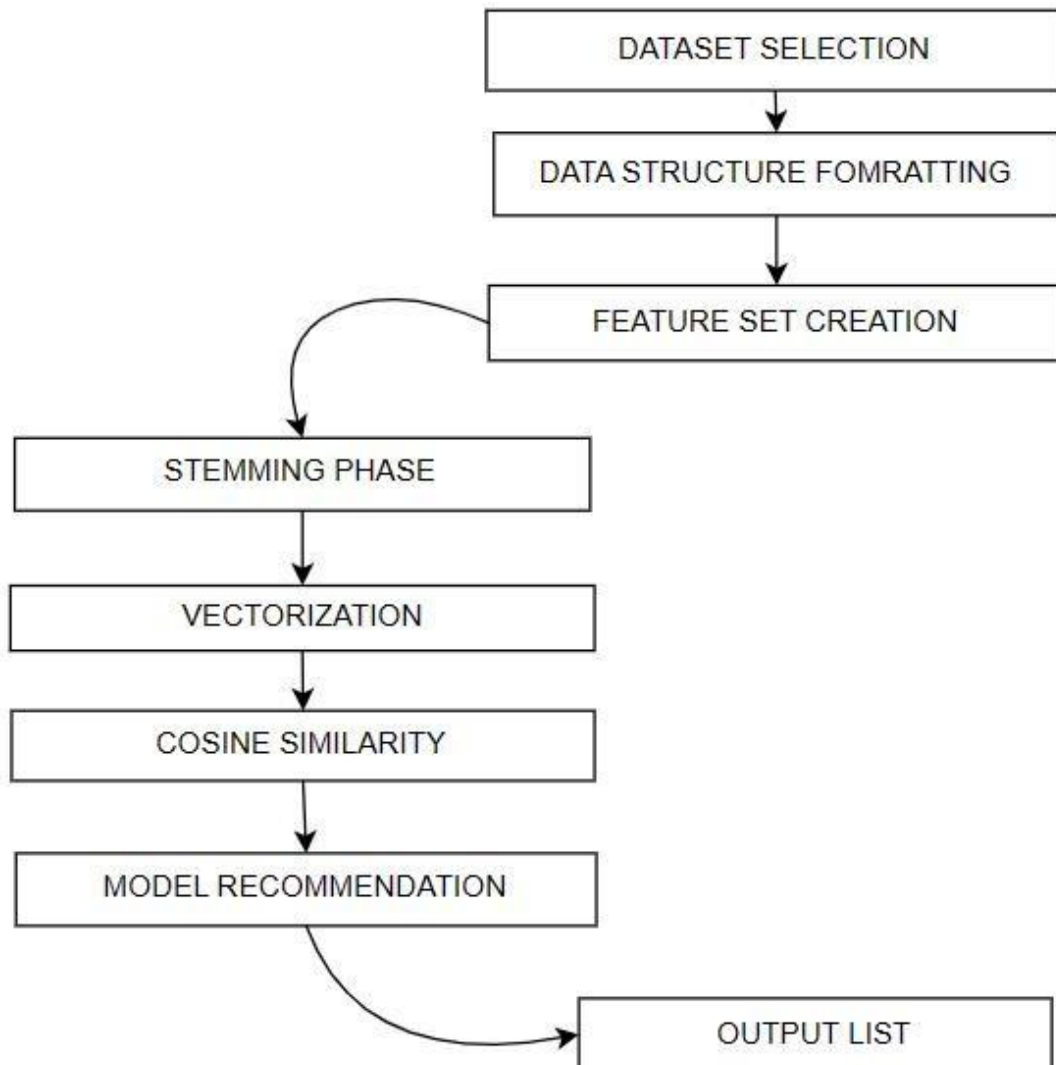 DATASET SELECTION
DATA STRUCTURE FOMRATTING
FEATURE SET CREATION
STEMMING PHASE
VECTORIZATION
COSINE SIMILARITY
MODEL RECOMMENDATION
OUTPUT LIST